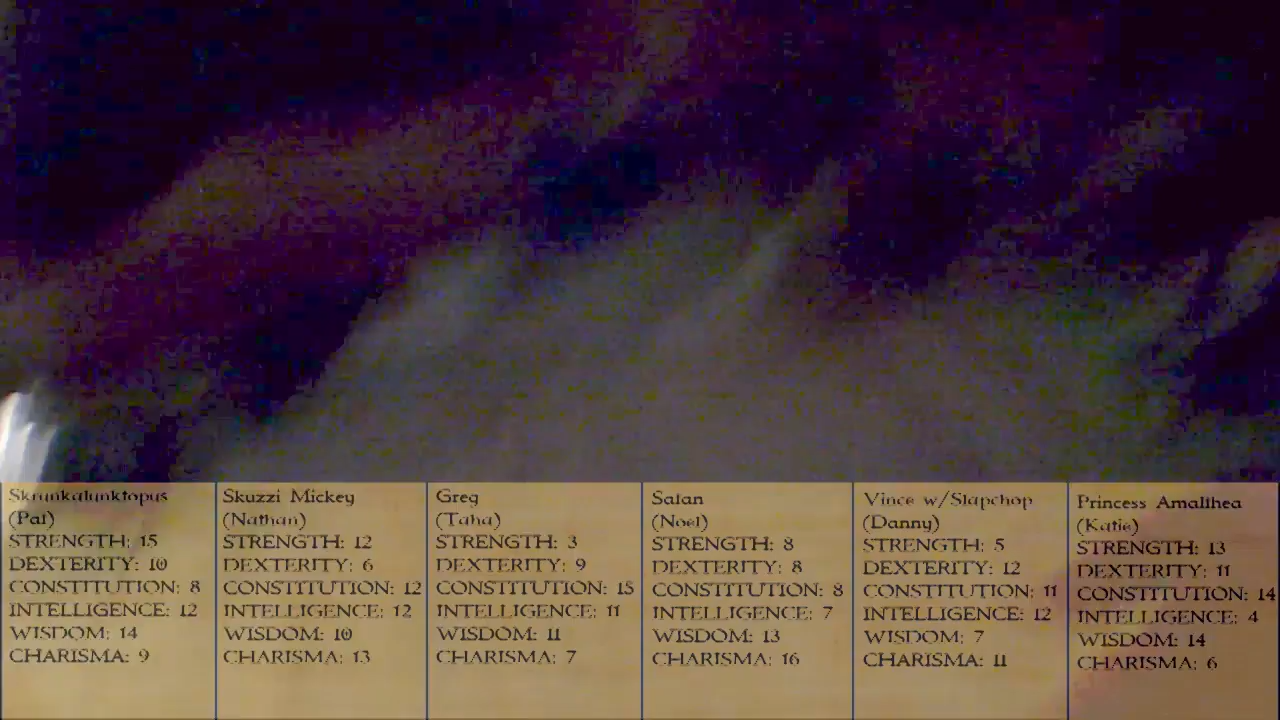 Skrunkalunktopus
(Pat)
STRENGTH: 15
DEXTERITY: 10
CONSTITUTION: 8
INTELLIGENCE: 12
WISDOM: 14
CHARISMA: 9
Skuzzi Mickey
(Nathan)
STRENGTH: 12
DEXTERITY: 6
CONSTITUTION: 12
INTELLIGENCE: 12
WISDOM: 10
CHARISMA: 13
Greg
(Taha)
STRENGTH: 3
DEXTERITY: 9
CONSTITUTION: 15
INTELLIGENCE: 11
WISDOM: 11
CHARISMA: 7
Satan
(Noel)
STRENGTH: 8
DEXTERITY: 8
CONSTITUTION: 8
INTELLIGENCE: 7
WISDOM: 13
CHARISMA: 16
Vince w/Slapchop
(Danny)
STRENGTH: 5
DEXTERITY: 12
CONSTITUTION: 11
INTELLIGENCE: 12
WISDOM: 7
CHARISMA: 11
Princess Amalthea
(Katie)
STRENGTH: 13
DEXTERITY: 11
CONSTITUTION: 14
INTELLIGENCE: 4
WISDOM: 14
CHARISMA: 6